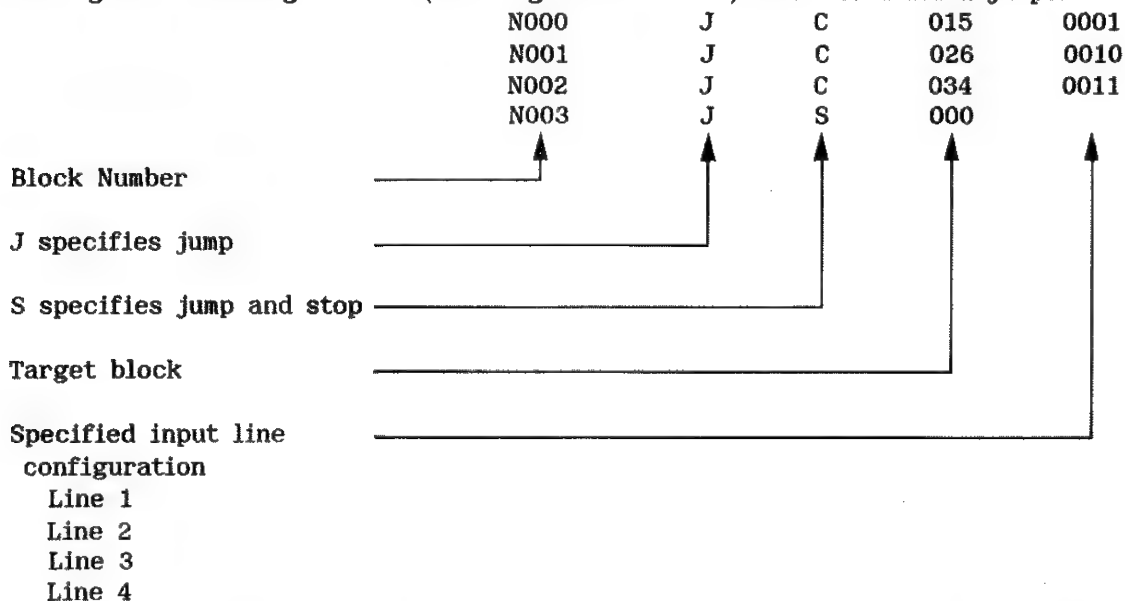 N000 J C 015 0001
N001 J C 026 0010
N002 J C 034 0011
N003 J S 000
Block Number
J specifies jump
S specifies jump and stop
Target block
Specified input line
configuration
Line 1
Line 2
Line 3
Line 4